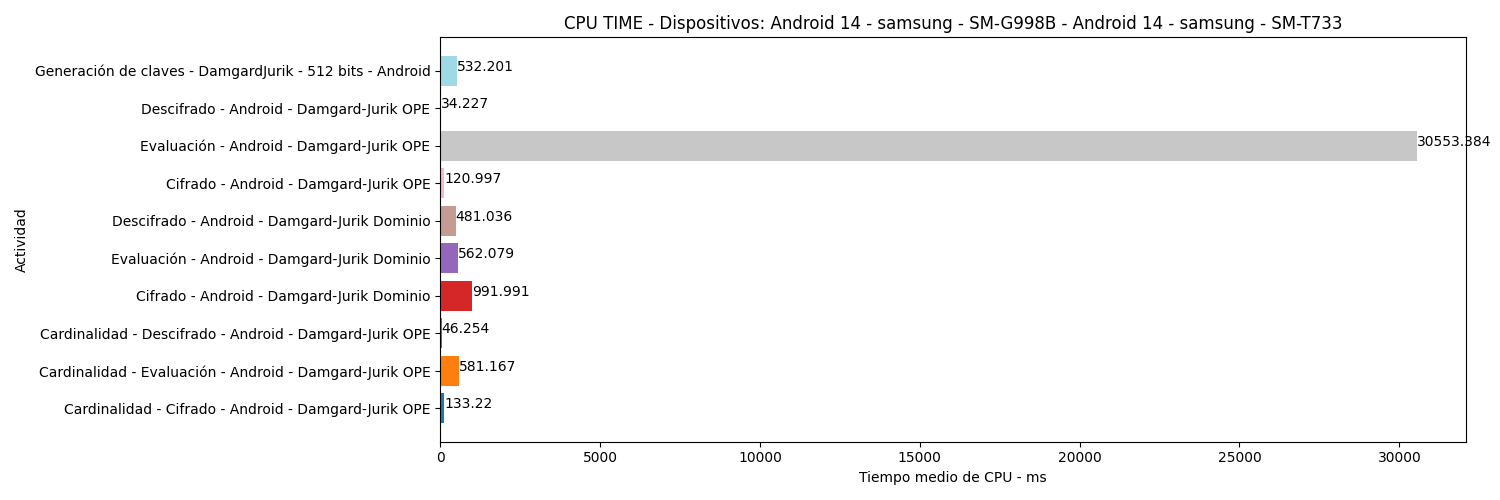 CPU TIME - Dispositivos: Android 14 - samsung - SM-G998B - Android 14 - samsung - SM-T733
Generación de claves - DamgardJurik - 512 bits - Android 532.201
Descifrado - Android - Damgard-Jurik OPE 34.227
Evaluación - Android - Damgard-Jurik OPE 30553.384
Cifrado - Android - Damgard-Jurik OPE 120.997
Descifrado - Android - Damgard-Jurik Dominio 481.036
Evaluación - Android - Damgard-Jurik Dominio 562.079
Cifrado - Android - Damgard-Jurik Dominio 991.991
Cardinalidad - Descifrado - Android - Damgard-Jurik OPE 46.254
Cardinalidad - Evaluación - Android - Damgard-Jurik OPE 581.167
Cardinalidad - Cifrado - Android - Damgard-Jurik OPE 133.22
Actividad
0 5000 10000 15000 20000 25000 30000
Tiempo medio de CPU - ms